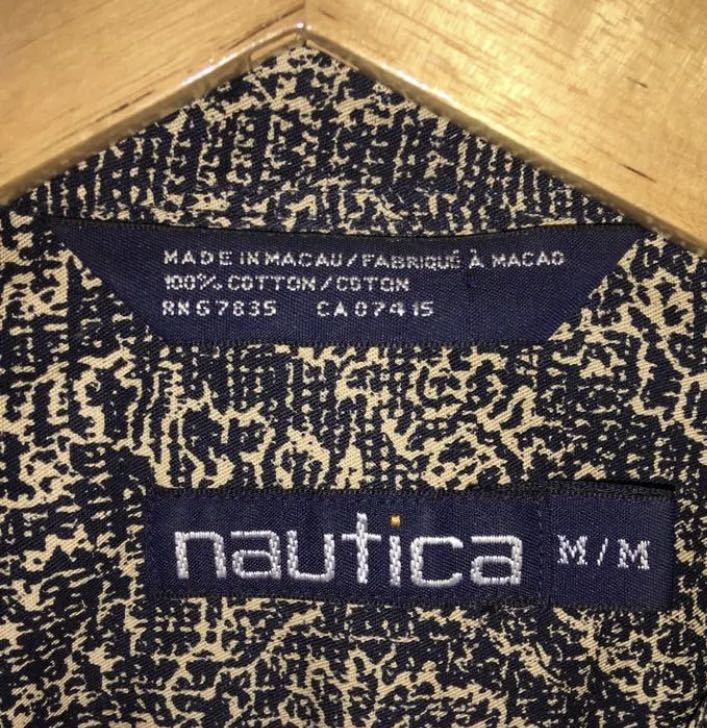 MADE IN MACAU/FABRIQUÉ À MACAO
100% COTTON/COTON
RN 67835 CA 07415
nautica M/M